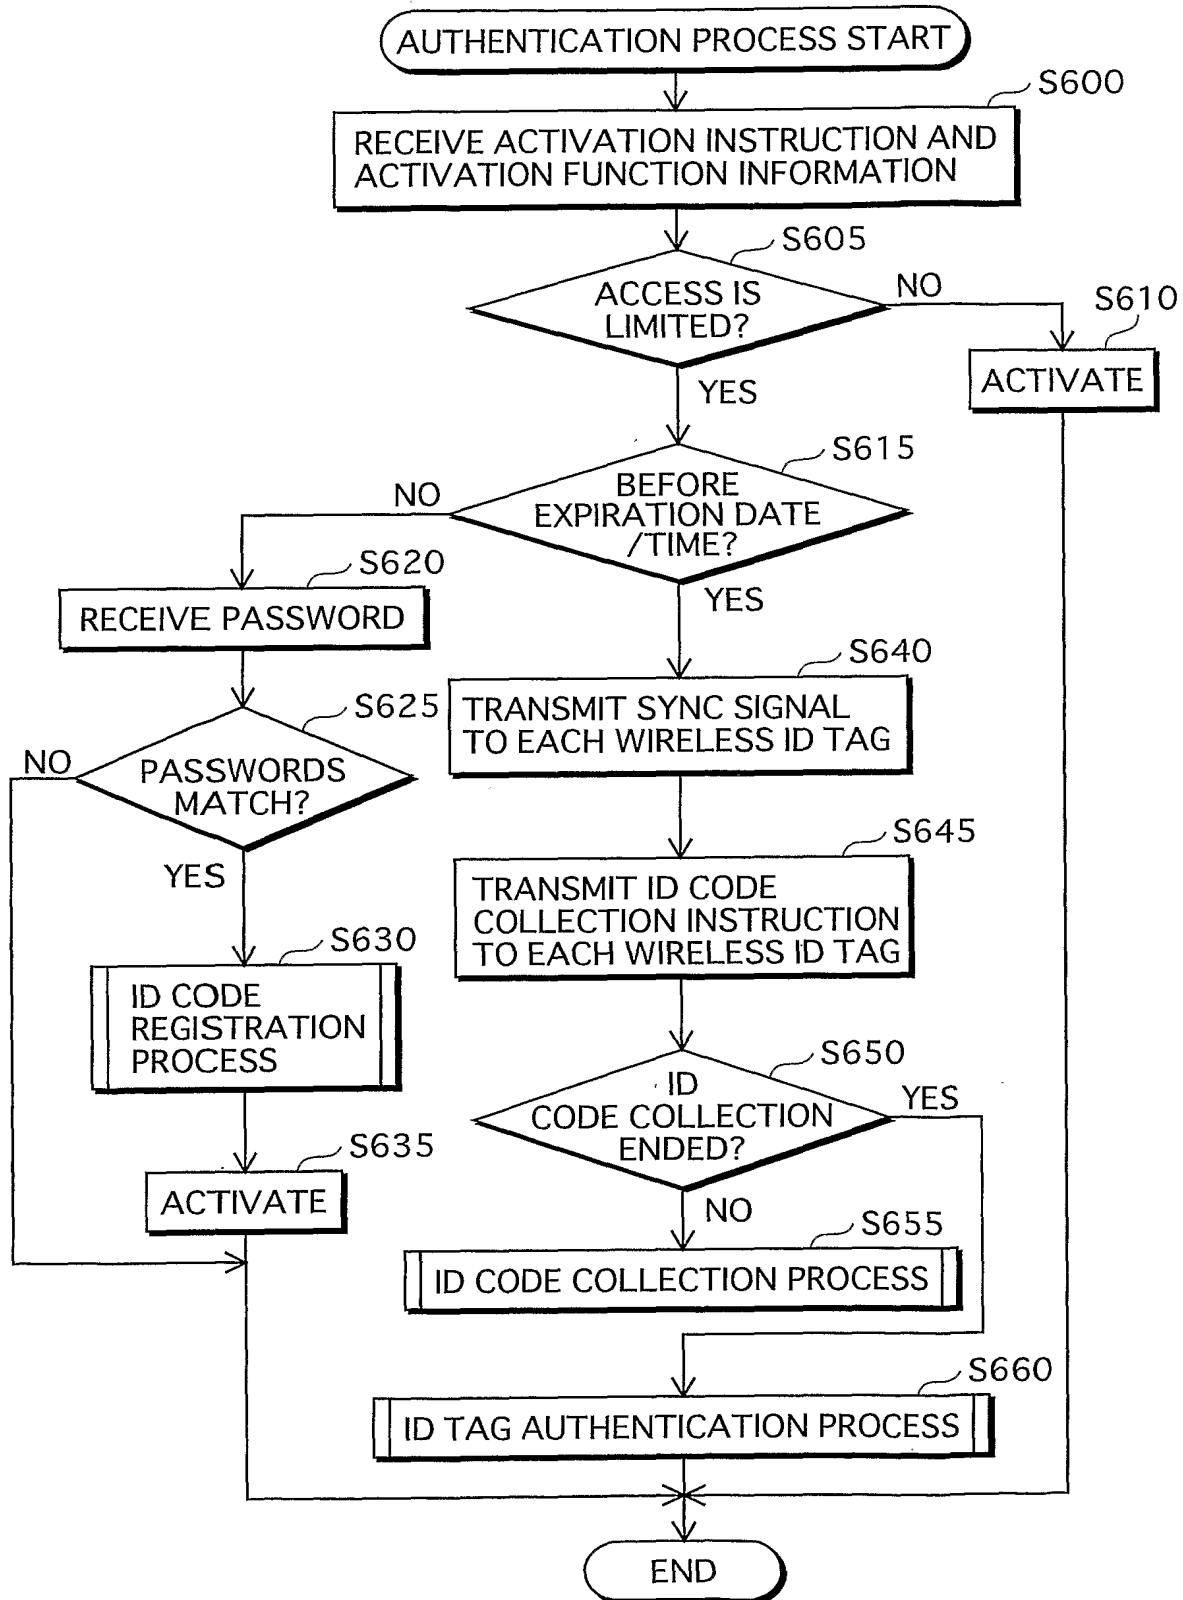 AUTHENTICATION PROCESS START
S600
RECEIVE ACTIVATION INSTRUCTION AND
ACTIVATION FUNCTION INFORMATION
S605
ACCESS IS
LIMITED?
NO
S610
ACTIVATE
YES
S615
BEFORE
EXPIRATION DATE
/TIME?
NO
YES
S620
RECEIVE PASSWORD
S625
PASSWORDS
MATCH?
NO
YES
S630
ID CODE
REGISTRATION
PROCESS
S635
ACTIVATE
S640
TRANSMIT SYNC SIGNAL
TO EACH WIRELESS ID TAG
S645
TRANSMIT ID CODE
COLLECTION INSTRUCTION
TO EACH WIRELESS ID TAG
S650
ID
CODE COLLECTION
ENDED?
YES
NO
S655
ID CODE COLLECTION PROCESS
S660
ID TAG AUTHENTICATION PROCESS
END